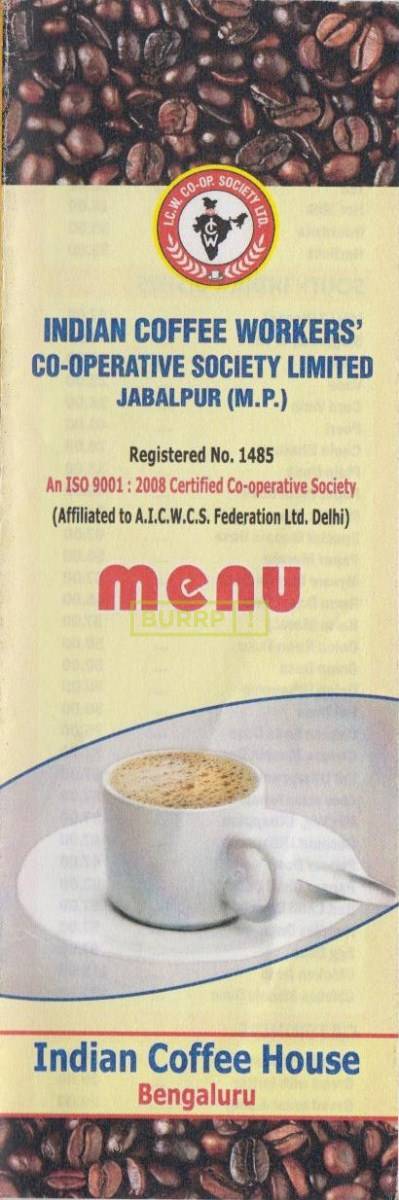 I.C.W. CO-OP. SOCIETY LTD.
ICW
INDIAN COFFEE WORKERS'
CO-OPERATIVE SOCIETY LIMITED
JABALPUR (M.P.)
Registered No. 1485
An ISO 9001 : 2008 Certified Co-operative Society
(Affiliated to A.I.C.W.C.S. Federation Ltd. Delhi)
menu
BURRP!
Indian Coffee House
Bengaluru